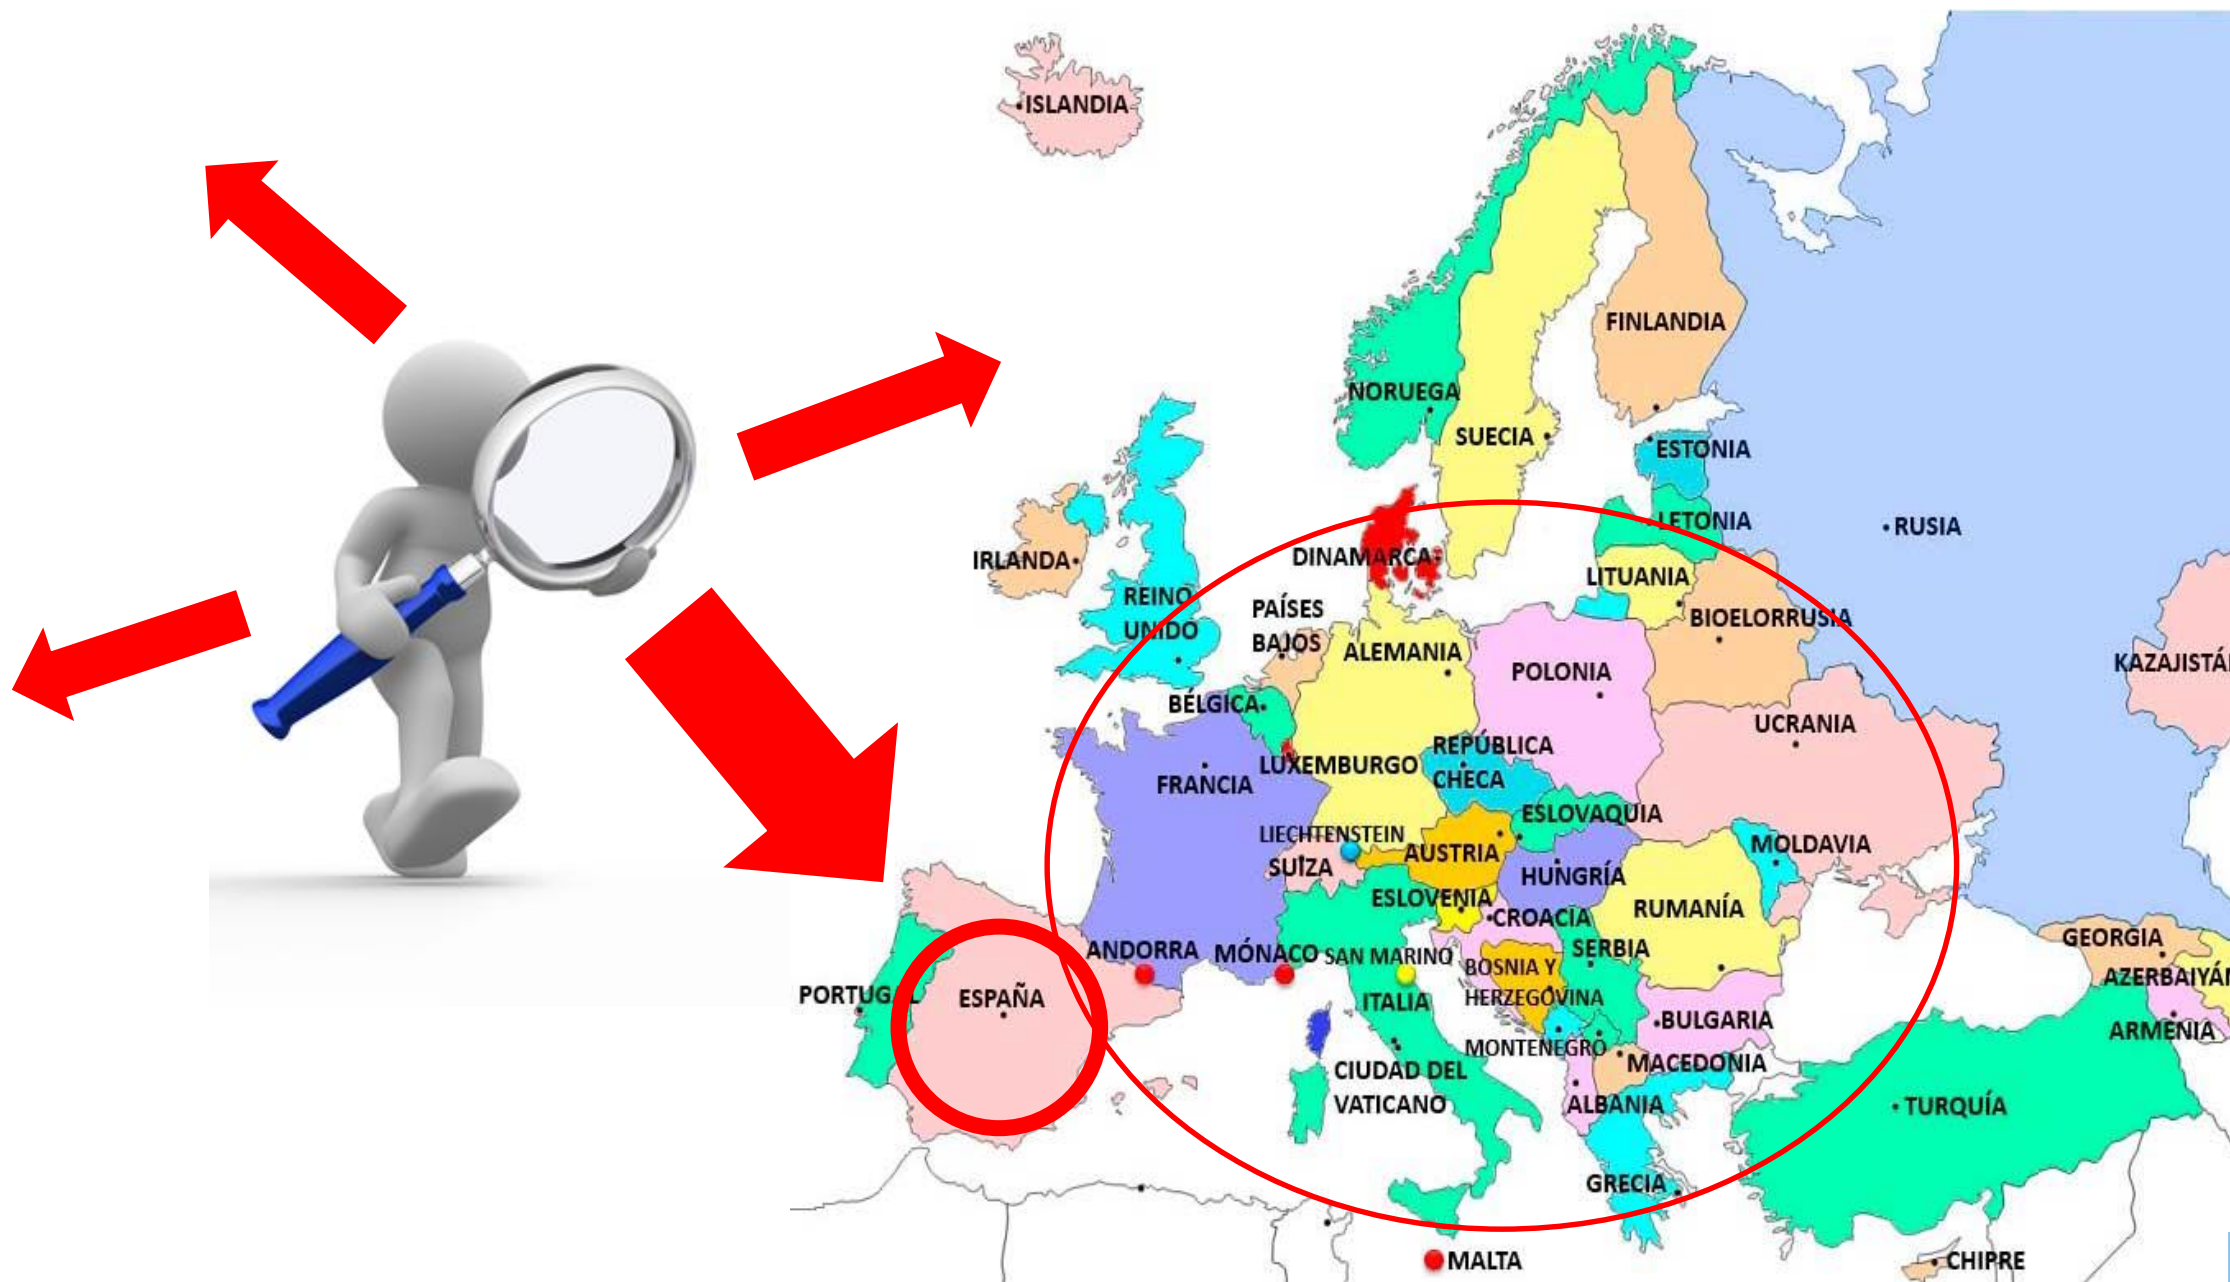 ISLANDIA
FINLANDIA
NORUEGA
SUECIA
ESTONIA
LETONIA
RUSIA
IRLANDA
DINAMARCA
LITUANIA
REINO
UNIDO
PAÍSES
BAJOS
BIOELORRUSIA
ALEMANIA
POLONIA
KAZAJISTÁ
BÉLGICA
UCRANIA
LUXEMBURGO
REPÚBLICA
CHECA
FRANCIA
ESLOVAQUIA
LIECHTENSTEIN
SUIZA
AUSTRIA
MOLDAVIA
HUNGRÍA
ESLOVENIA
CROACIA
RUMANÍA
ANDORRA
MÓNACO
SAN MARINO
SERBIA
GEORGIA
BOSNIA Y
HERZEGOVINA
AZERBAIYÁN
PORTUGAL
ESPAÑA
ITALIA
BULGARIA
ARMENIA
MONTENEGRO
MACEDONIA
CIUDAD DEL
VATICANO
ALBANIA
TURQUÍA
GRECIA
MALTA
CHIPRE